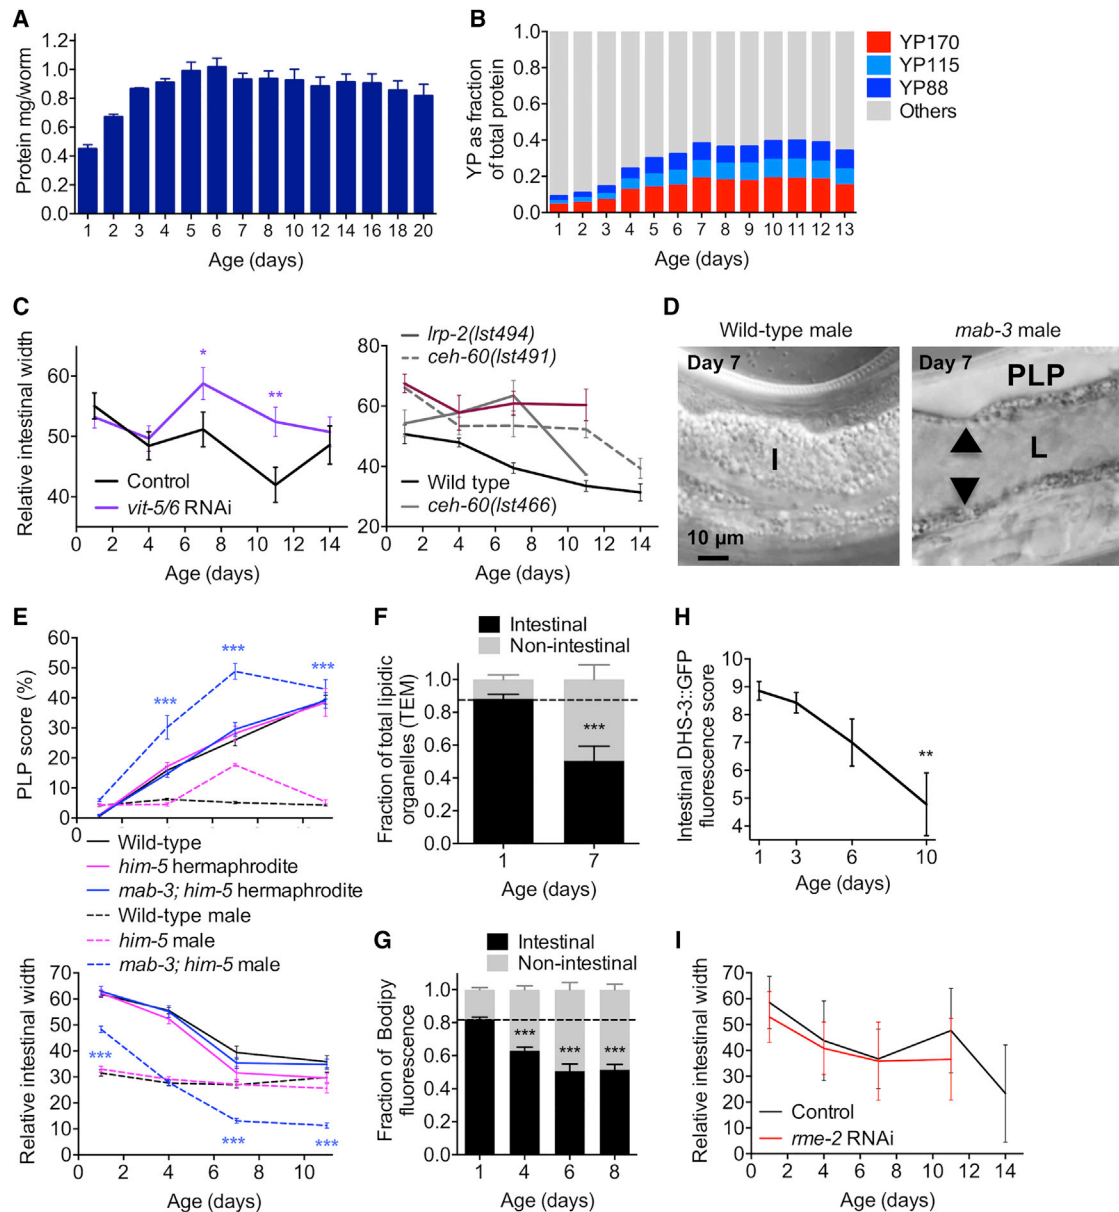 A
Protein mg/worm
1.2
1.0
0.8
0.6
0.4
0.2
0.0
1 2 3 4 5 6 7 8 10 12 14 16 18 20
Age (days)
B
YP as fraction
of total protein
1.0
0.8
0.6
0.4
0.2
0.0
1 2 3 4 5 6 7 8 9 10 11 12 13
Age (days)
YP170
YP115
YP88
Others
C
Relative intestinal width
60
50
40
*
**
Control
vit-5/6 RNAi
0 2 4 6 8 10 12 14
Age (days)
80
60
40
20
lrp-2(lst494)
ceh-60(lst491)
Wild type
ceh-60(lst466)
0 2 4 6 8 10 12 14
Age (days)
D
Wild-type male
mab-3 male
Day 7
I
10 µm
Day 7
PLP
L
E
PLP score (%)
60
50
40
30
20
10
0
***
***
***
0
Wild-type
him-5 hermaphrodite
mab-3; him-5 hermaphrodite
Wild-type male
him-5 male
mab-3; him-5 male
Relative intestinal width
70
60
50
40
30
20
10
0
***
***
***
0 2 4 6 8 10
Age (days)
F
Intestinal
Non-intestinal
Fraction of total lipidic
organelles (TEM)
1.0
0.8
0.6
0.4
0.2
0.0
***
1 7
Age (days)
G
Intestinal
Non-intestinal
Fraction of Bodipy
fluorescence
1.0
0.8
0.6
0.4
0.2
0.0
***
***
***
1 4 6 8
Age (days)
H
Intestinal DHS-3::GFP
fluorescence score
9
8
7
6
5
4
**
1 3 6 10
Age (days)
I
Relative intestinal width
70
60
50
40
30
20
10
0
Control
rme-2 RNAi
0 2 4 6 8 10 12 14
Age (days)